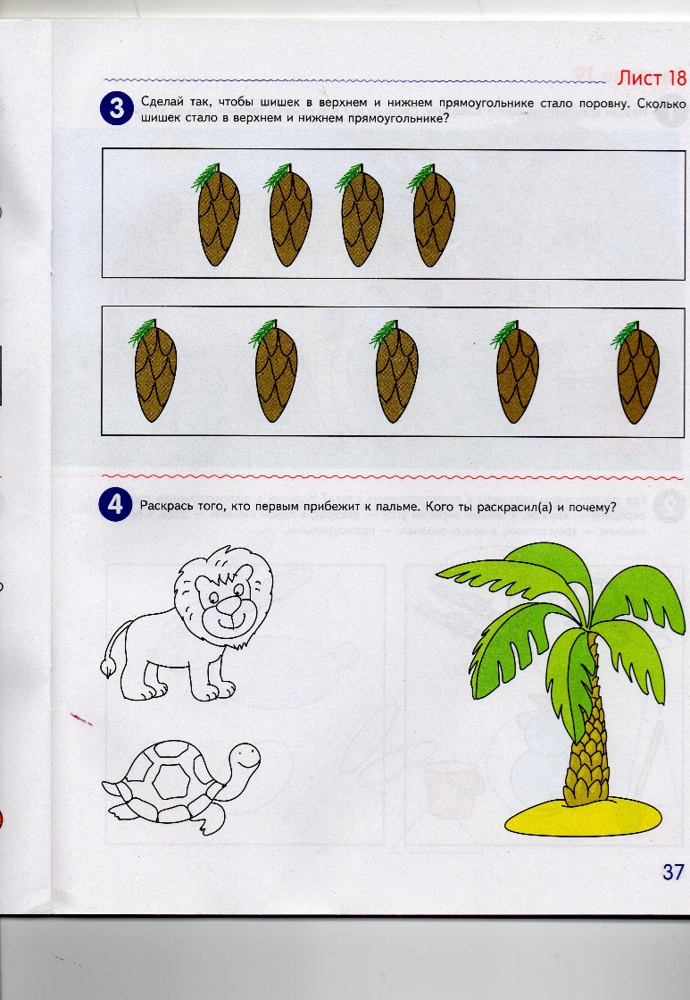 Лист 18
3 Сделай так, чтобы шишек в верхнем и нижнем прямоугольнике стало поровну. Сколько
шишек стало в верхнем и нижнем прямоугольнике?
4 Раскрась того, кто первым прибежит к пальме. Кого ты раскрасил(а) и почему?
37